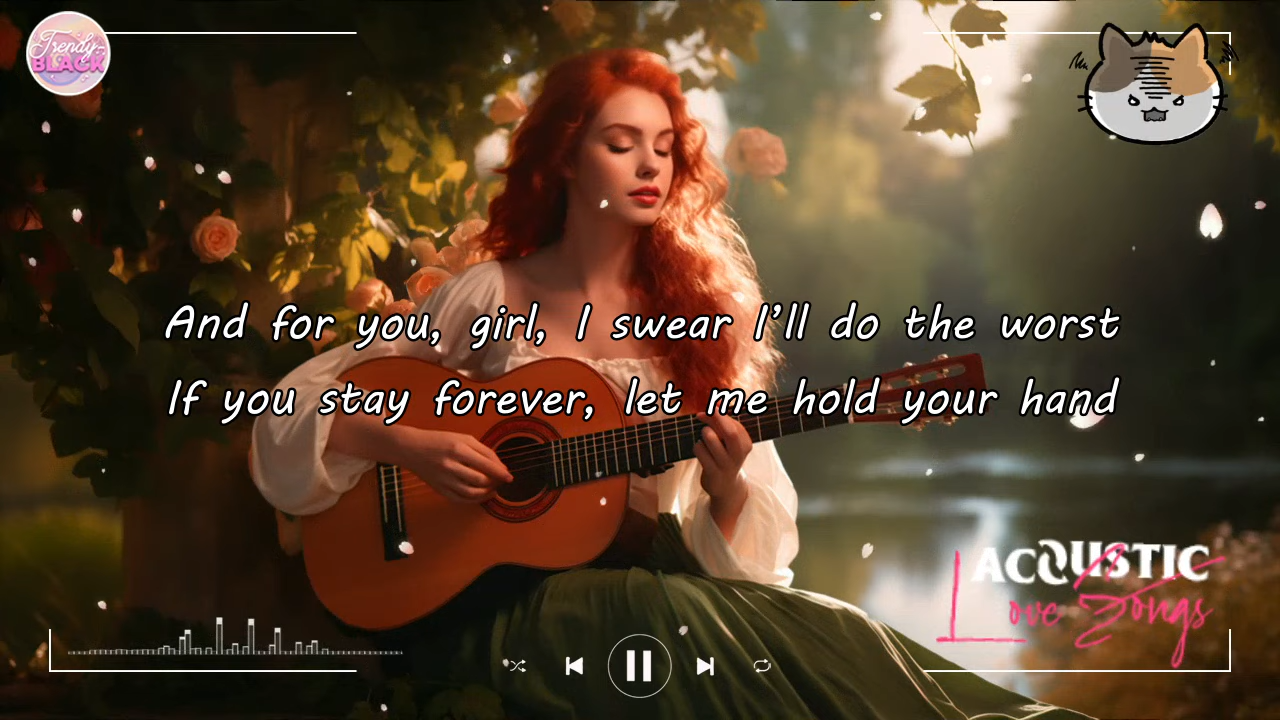 Trendy
BLACK
And for you, girl, I swear I'll do the worst
If you stay forever, let me hold your hand
ACOUSTIC
Love Songs